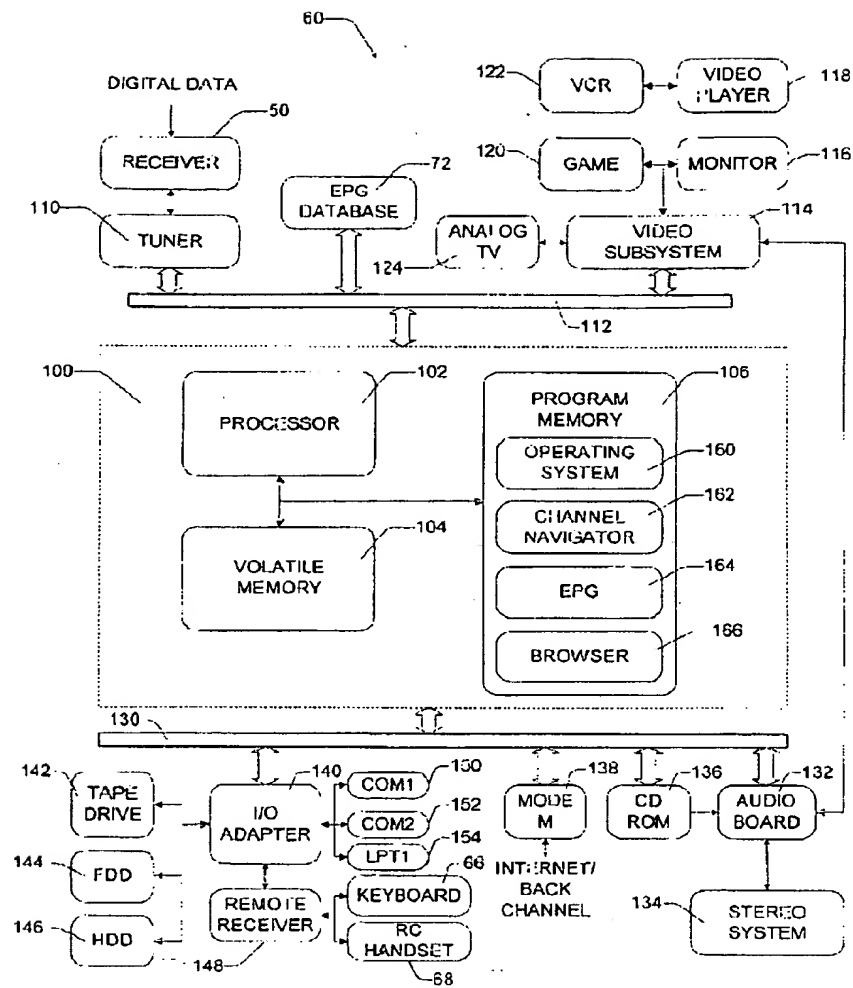 60
DIGITAL DATA
50
RECEIVER
110
TUNER
72
EPG
DATABASE
122
VCR
VIDEO
PLAYER
118
120
GAME
MONITOR
116
114
ANALOG
TV
124
VIDEO
SUBSYSTEM
112
100
102
PROCESSOR
104
VOLATILE
MEMORY
106
PROGRAM
MEMORY
OPERATING
SYSTEM
160
CHANNEL
NAVIGATOR
162
EPG
164
BROWSER
166
130
142
TAPE
DRIVE
144
FDD
146
HDD
140
I/O
ADAPTER
COM1
150
COM2
152
LPT1
154
REMOTE
RECEIVER
148
66
KEYBOARD
RC
HANDSET
68
138
MODE
M
INTERNET/
BACK
CHANNEL
136
CD
ROM
132
AUDIO
BOARD
134
STEREO
SYSTEM